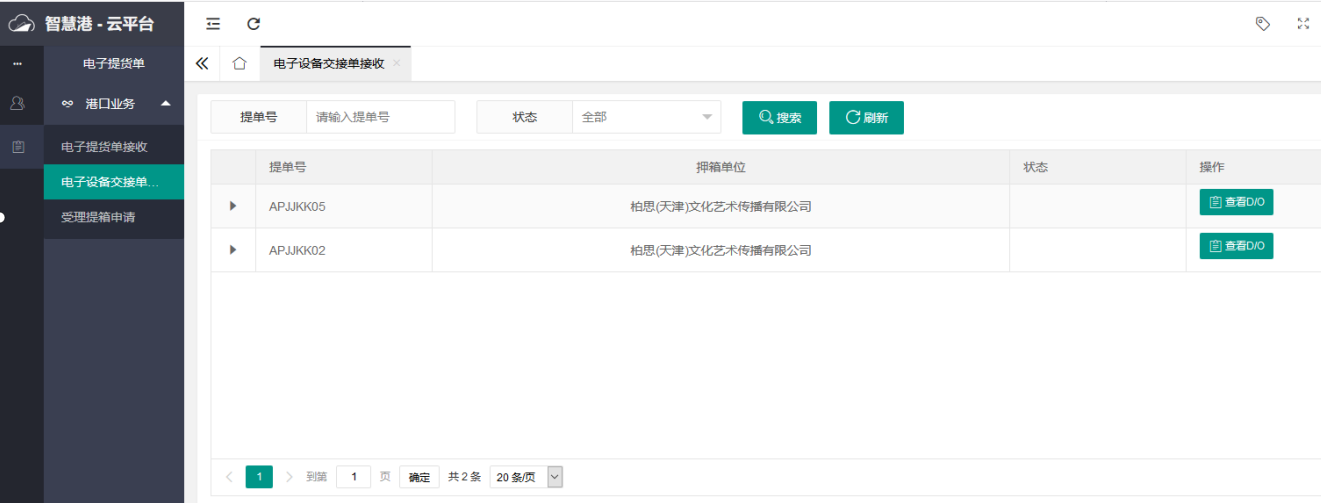 智慧港 - 云平台
电子提货单
港口业务
电子提货单接收
电子设备交接单...
受理提箱申请
电子设备交接单接收 ×
提单号 请输入提单号 状态 全部 搜索 刷新
提单号 押箱单位 状态 操作
APJJKK05 柏思(天津)文化艺术传播有限公司 查看D/O
APJJKK02 柏思(天津)文化艺术传播有限公司 查看D/O
1 到第 1 页 确定 共 2 条 20 条/页